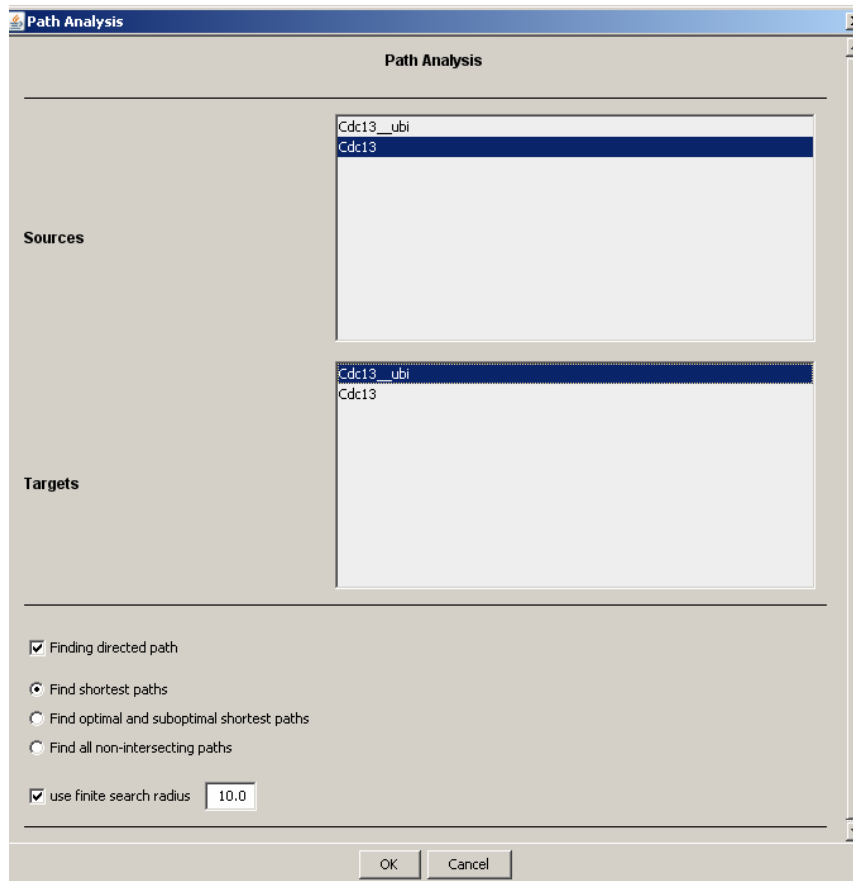 Path Analysis
Path Analysis
Sources
Cdc13__ubi
Cdc13
Targets
Cdc13__ubi
Cdc13
Finding directed path
Find shortest paths
Find optimal and suboptimal shortest paths
Find all non-intersecting paths
use finite search radius 10.0
OK Cancel